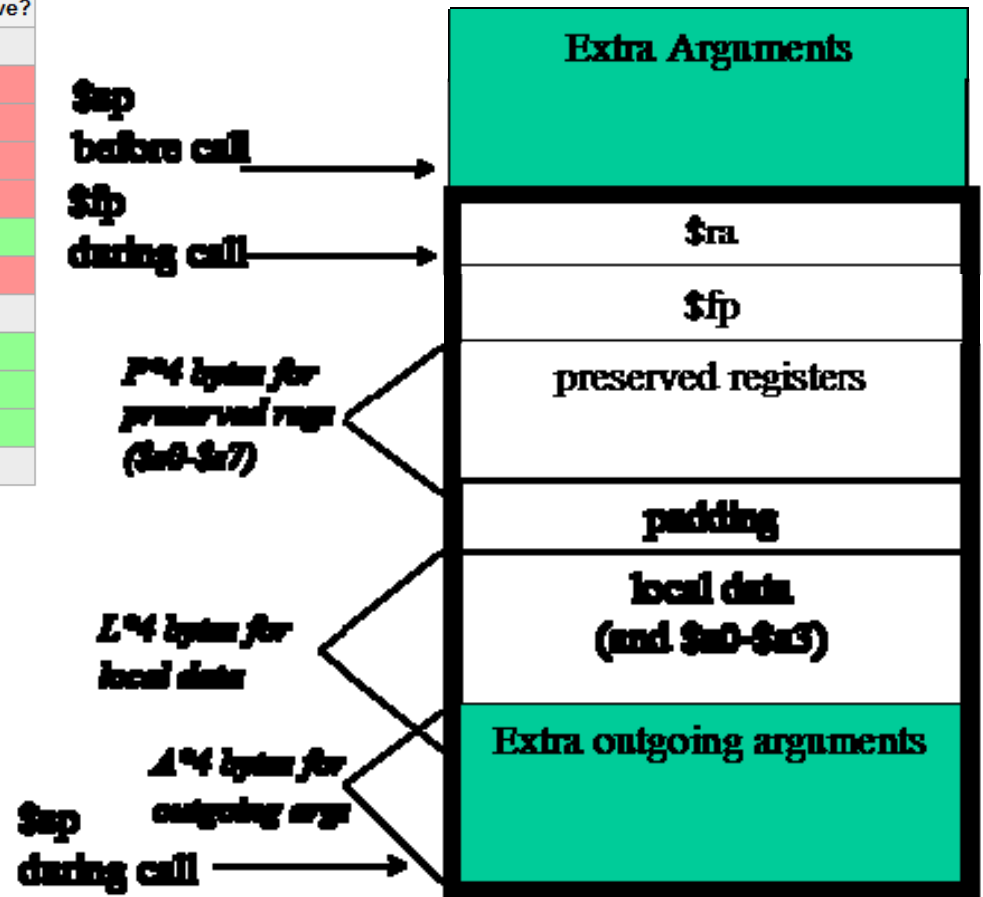 ve?
Extra Arguments
$sp
before call
$fp
during call
$ra
$fp
P*4 bytes for
preserved regs
($s0-$s7)
preserved registers
padding
L*4 bytes for
local data
local data
(and $a0-$a3)
A*4 bytes for
outgoing args
Extra outgoing arguments
$sp
during call